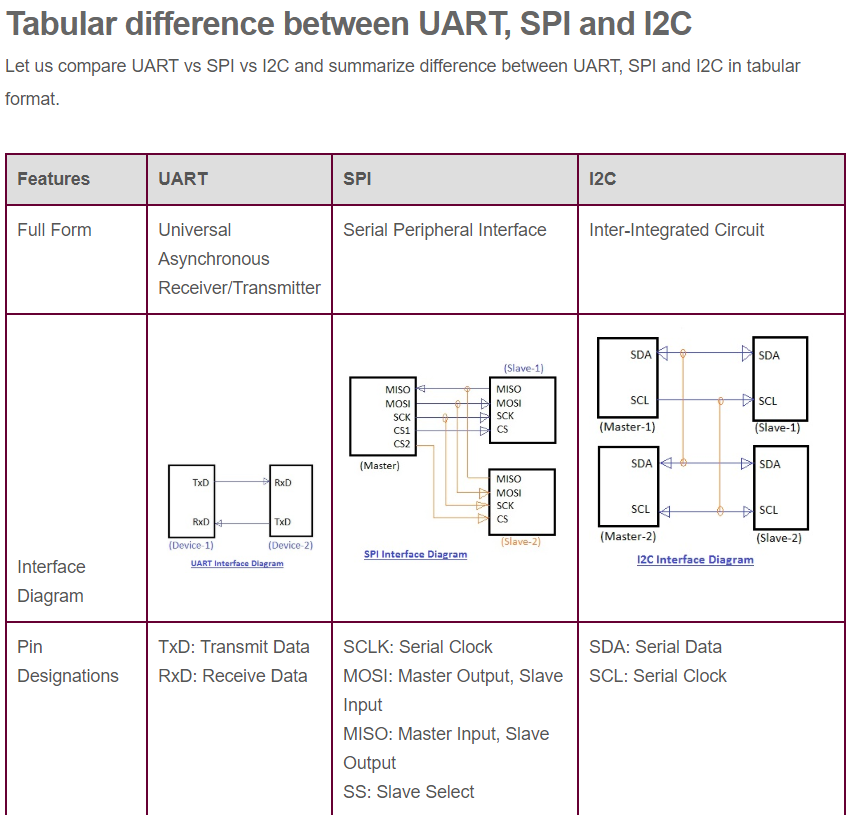 Tabular difference between UART, SPI and I2C
Let us compare UART vs SPI vs I2C and summarize difference between UART, SPI and I2C in tabular
format.
Features
UART
SPI
I2C
Full Form
Universal
Asynchronous
Receiver/Transmitter
Serial Peripheral Interface
Inter-Integrated Circuit
Interface
Diagram
TxD
RxD
RxD
TxD
(Device-1)
(Device-2)
UART Interface Diagram
(Slave-1)
MISO
MOSI
SCK
CS1
CS2
(Master)
MISO
MOSI
SCK
CS
MISO
MOSI
SCK
CS
(Slave-2)
SPI Interface Diagram
SDA
SCL
(Master-1)
SDA
SCL
(Slave-1)
SDA
SCL
(Master-2)
SDA
SCL
(Slave-2)
I2C Interface Diagram
Pin
Designations
TxD: Transmit Data
RxD: Receive Data
SCLK: Serial Clock
MOSI: Master Output, Slave
Input
MISO: Master Input, Slave
Output
SS: Slave Select
SDA: Serial Data
SCL: Serial Clock